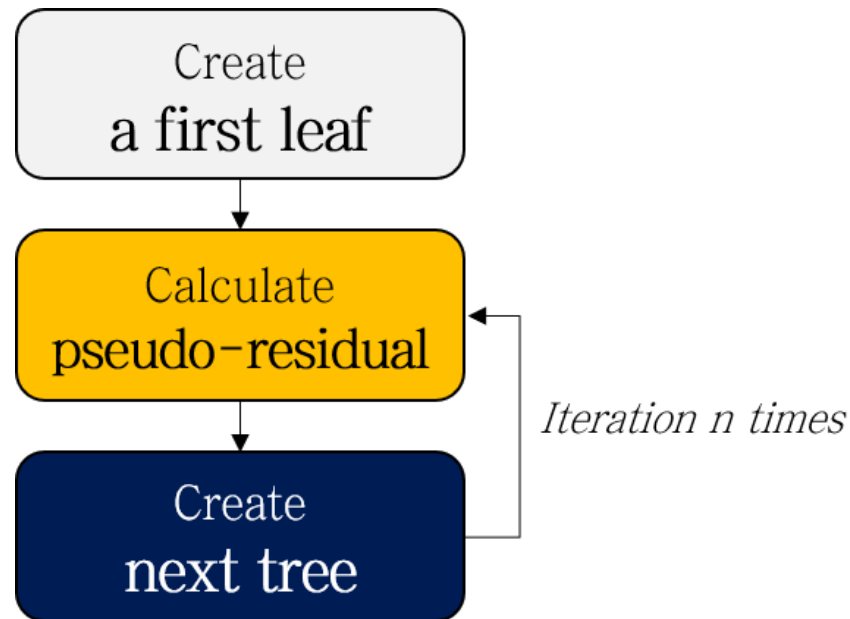 Create
a first leaf
Calculate
pseudo-residual
Iteration n times
Create
next tree